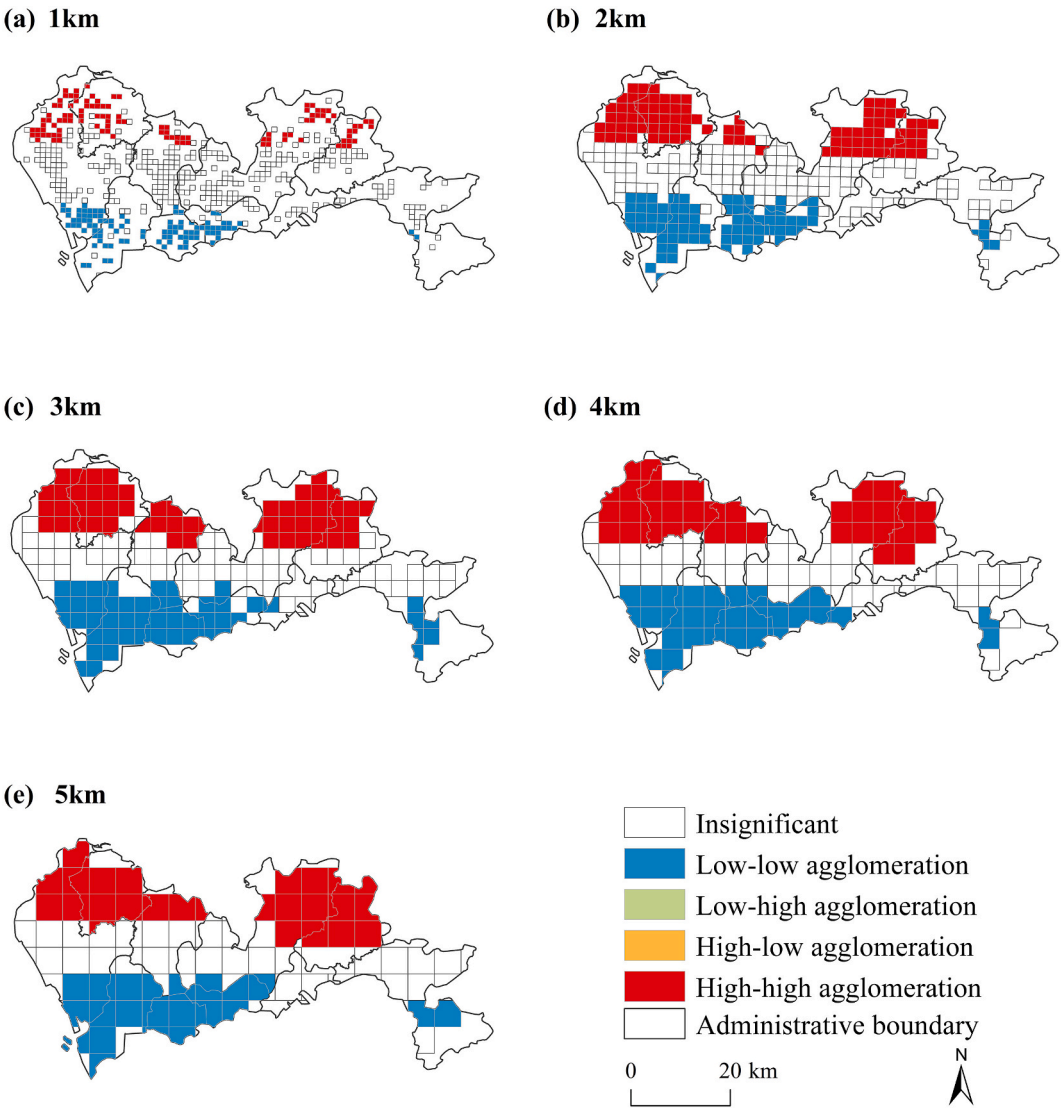 (a) 1km
(b) 2km
(c) 3km
(d) 4km
(e) 5km
Insignificant
Low-low agglomeration
Low-high agglomeration
High-low agglomeration
High-high agglomeration
Administrative boundary
0 20 km
N